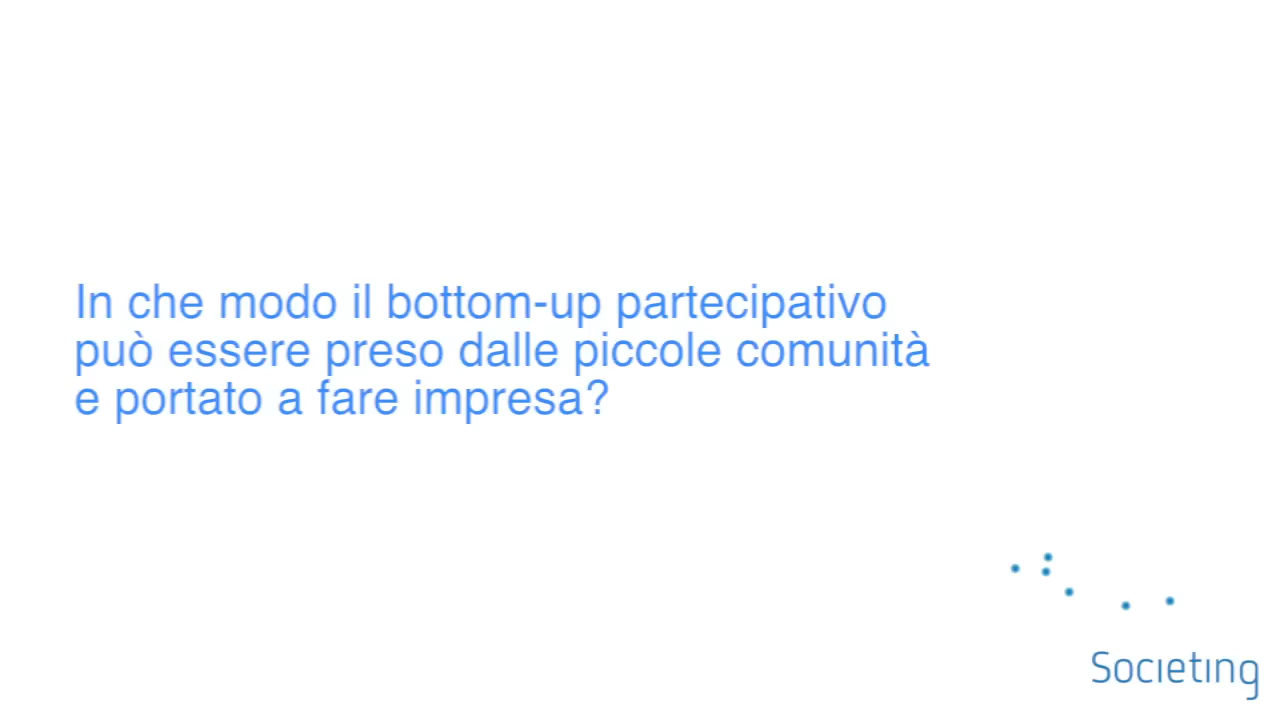 In che modo il bottom-up partecipativo
può essere preso dalle piccole comunità
e portato a fare impresa?
Societing